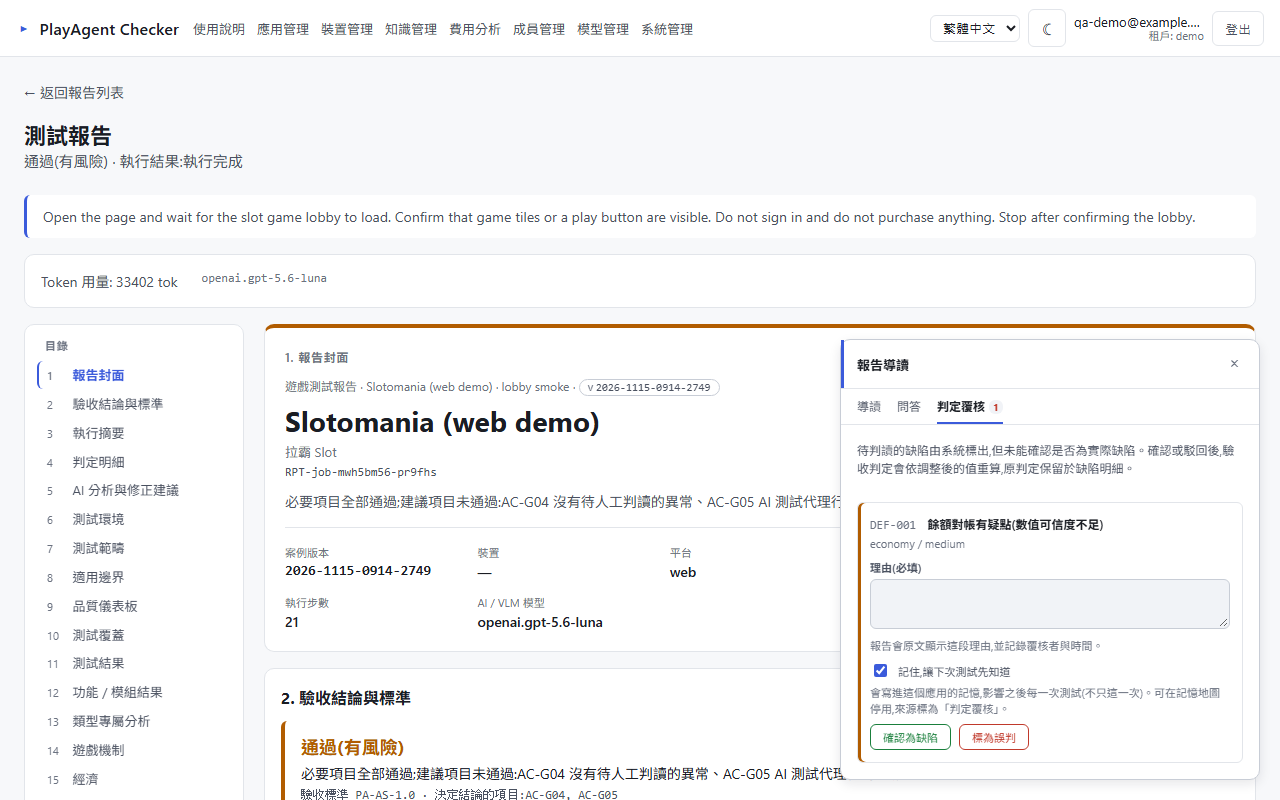 PlayAgent Checker 使用說明 應用管理 裝置管理 知識管理 費用分析 成員管理 模型管理 系統管理 繁體中文 qa-demo@example.... 登出
租戶: demo
← 返回報告列表
測試報告
通過(有風險) · 執行結果:執行完成
Open the page and wait for the slot game lobby to load. Confirm that game tiles or a play button are visible. Do not sign in and do not purchase anything. Stop after confirming the lobby.
Token 用量: 33402 tok openai.gpt-5.6-luna
目錄
1 報告封面
2 驗收結論與標準
3 執行摘要
4 判定明細
5 AI 分析與修正建議
6 測試環境
7 測試範疇
8 適用邊界
9 品質儀表板
10 測試覆蓋
11 測試結果
12 功能 / 模組結果
13 類型專屬分析
14 遊戲機制
15 經濟
1. 報告封面
遊戲測試報告 · Slotomania (web demo) · lobby smoke · v 2026-1115-0914-2749
Slotomania (web demo)
拉霸 Slot
RPT-job-mwh5bm56-pr9fhs
必要項目全部通過;建議項目未通過:AC-G04 沒有待人工判讀的異常、AC-G05 AI 測試代理行
案例版本 裝置 平台
2026-1115-0914-2749 — web
執行步數 AI / VLM 模型
21 openai.gpt-5.6-luna
2. 驗收結論與標準
通過(有風險)
必要項目全部通過;建議項目未通過:AC-G04 沒有待人工判讀的異常、AC-G05 AI 測試代理
驗收標準 PA-AS-1.0 · 決定結論的項目:AC-G04, AC-G05
報告導讀 ×
導讀 問答 判定覆核 1
待判讀的缺陷由系統標出,但未能確認是否為實際缺陷。確認或駁回後,驗
收判定會依調整後的值重算,原判定保留於缺陷明細。
DEF-001 餘額對帳有疑點(數值可信度不足)
economy / medium
理由(必填)
報告會原文顯示這段理由,並記錄覆核者與時間。
記住,讓下次測試先知道
會寫進這個應用的記憶,影響之後每一次測試(不只這一次)。可在記憶地圖
停用,來源標為「判定覆核」。
確認為缺陷 標為誤判